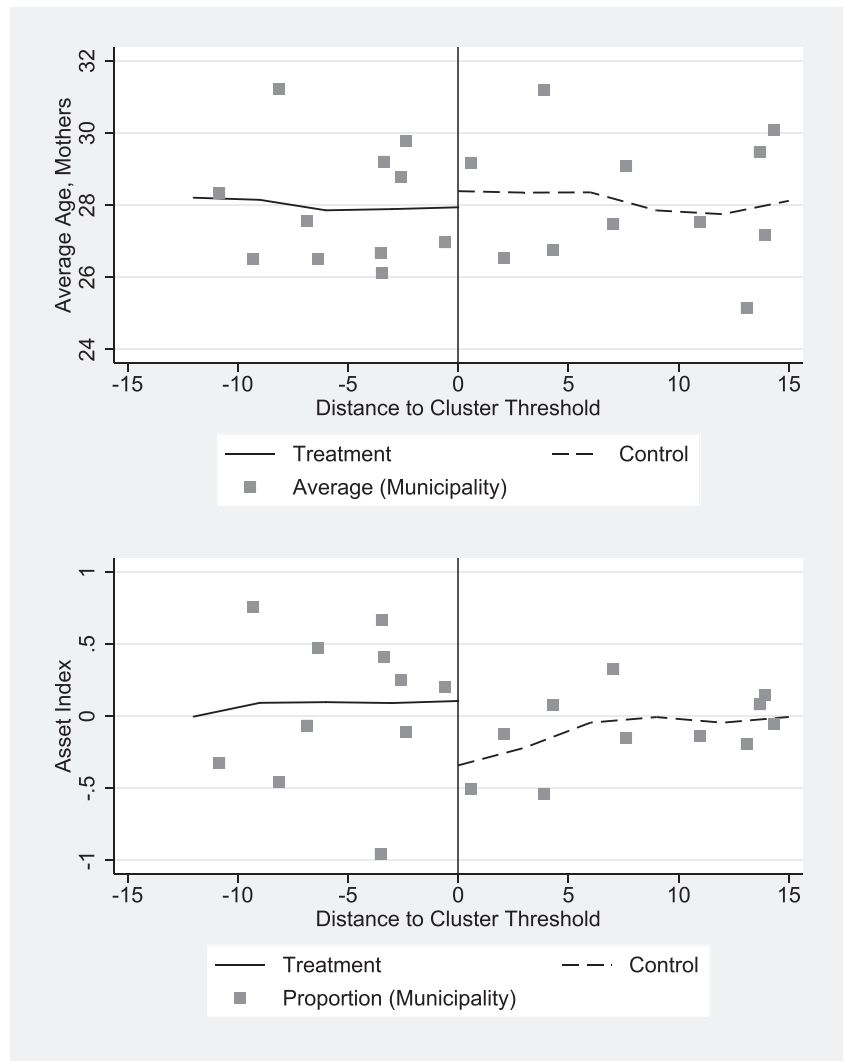 Average Age, Mothers
32
30
28
26
24
-15 -10 -5 0 5 10 15
Distance to Cluster Threshold
Treatment Control
Average (Municipality)
Asset Index
1
.5
0
-.5
-1
-15 -10 -5 0 5 10 15
Distance to Cluster Threshold
Treatment Control
Proportion (Municipality)